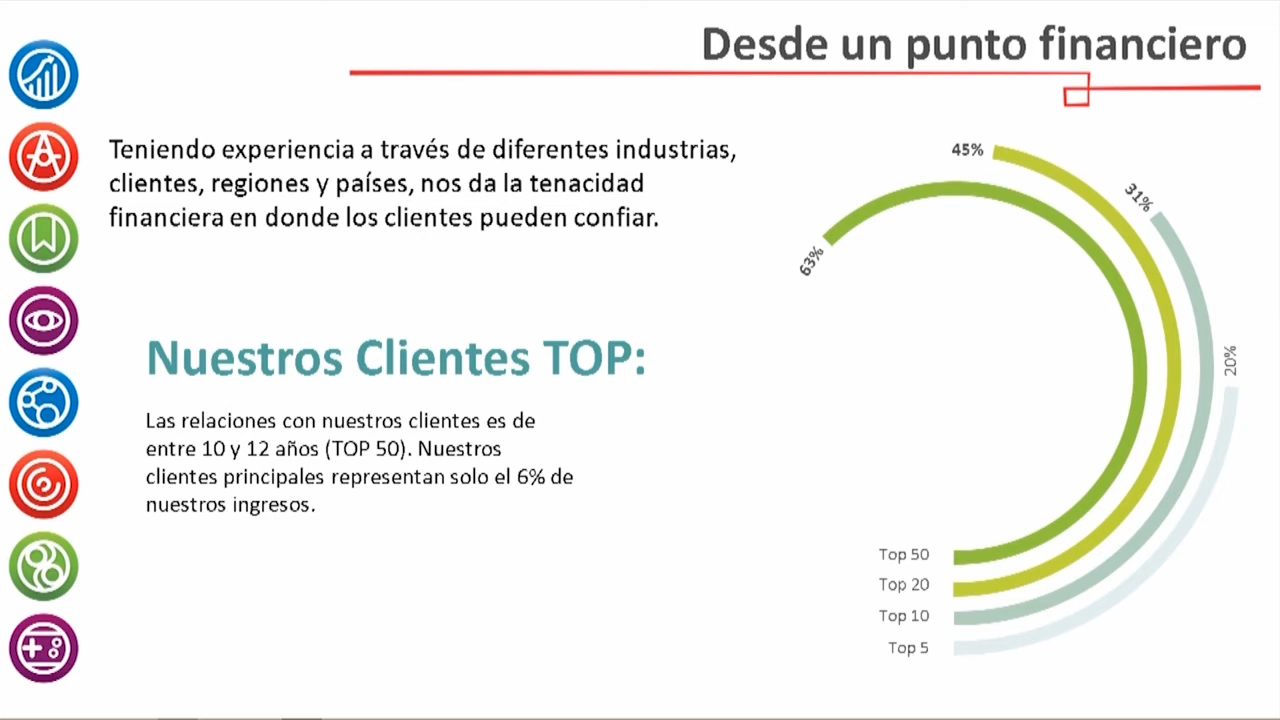 Desde un punto financiero
Teniendo experiencia a través de diferentes industrias,
clientes, regiones y países, nos da la tenacidad
financiera en donde los clientes pueden confiar.
Nuestros Clientes TOP:
Las relaciones con nuestros clientes es de
entre 10 y 12 años (TOP 50). Nuestros
clientes principales representan solo el 6% de
nuestros ingresos.
45%
31%
63%
20%
Top 50
Top 20
Top 10
Top 5